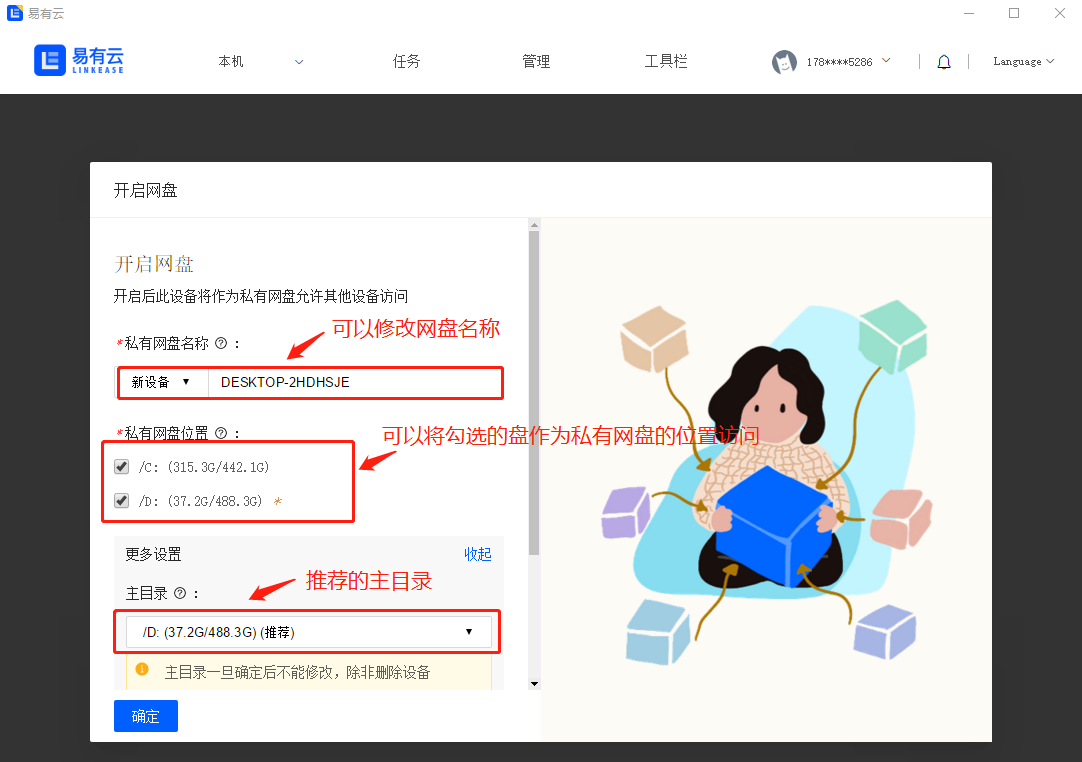 易有云
易有云
LINKEASE
本机
任务
管理
工具栏
178****5286
Language
开启网盘
开启网盘
开启后此设备将作为私有网盘允许其他设备访问
可以修改网盘名称
*私有网盘名称 ? :
新设备 ▼ DESKTOP-2HDHSJE
*私有网盘位置 ? :
可以将勾选的盘作为私有网盘的位置访问
/C: (315.3G/442.1G)
/D: (37.2G/488.3G) *
更多设置 收起
主目录 ? :
推荐的主目录
/D: (37.2G/488.3G) (推荐) ▼
主目录一旦确定后不能修改，除非删除设备
确定